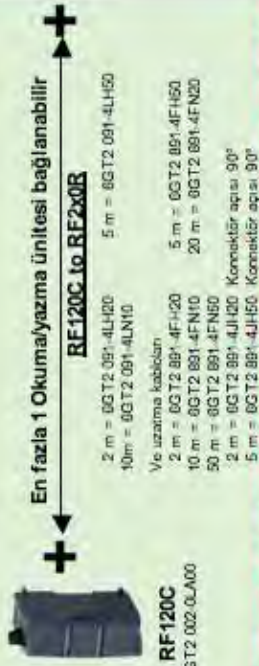 En fazla 1 Okuma/yazma ünitesi bağlanabilir
RF120C to RF2x0R
2 m = 6GT2 091-4LH20 5 m = 6GT2 091-4LH50
10m = 6GT2 091-4LN10
Ve uzatma kabloları
2 m = 6GT2 891-4FH20 5 m = 6GT2 891-4FH50
10 m = 6GT2 891-4FN10 20 m = 6GT2 891-4FN20
50 m = 6GT2 891-4FN50
2 m = 6GT2 891-4JH20 Konnektör açısı 90°
5 m = 6GT2 891-4JH50 Konnektör açısı 90°
RF120C
GT2 002-0LA00